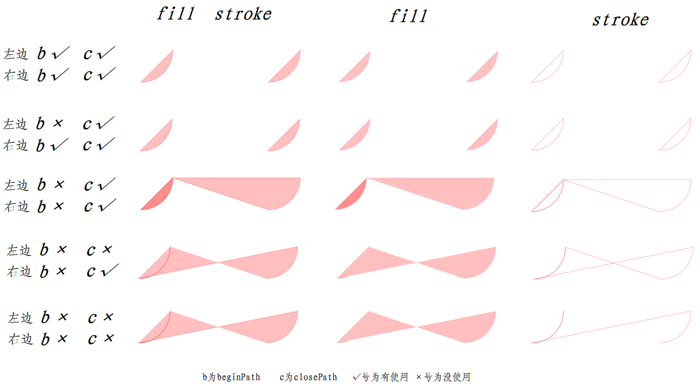 fill stroke
fill
stroke
左边 b✓ c✓
右边 b✓ c✓
左边 b× c✓
右边 b✓ c✓
左边 b× c✓
右边 b× c✓
左边 b× c×
右边 b× c✓
左边 b× c×
右边 b× c×
b为beginPath c为closePath ✓号为有使用 ×号为没使用